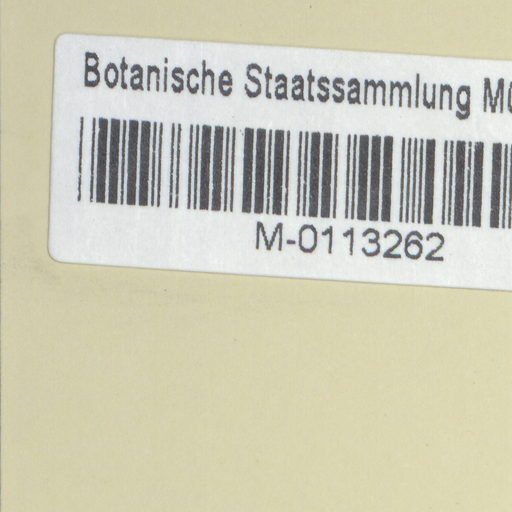 Botanische Staatssammlung
M-0113262